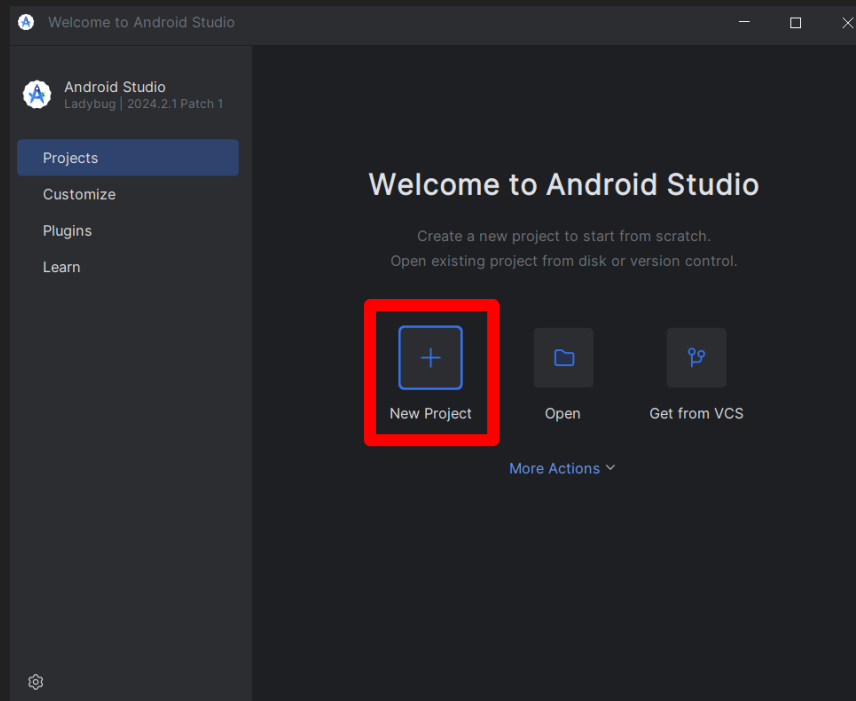 Welcome to Android Studio
Android Studio
Ladybug | 2024.2.1 Patch 1
Projects
Customize
Plugins
Learn
Welcome to Android Studio
Create a new project to start from scratch.
Open existing project from disk or version control.
New Project
Open
Get from VCS
More Actions